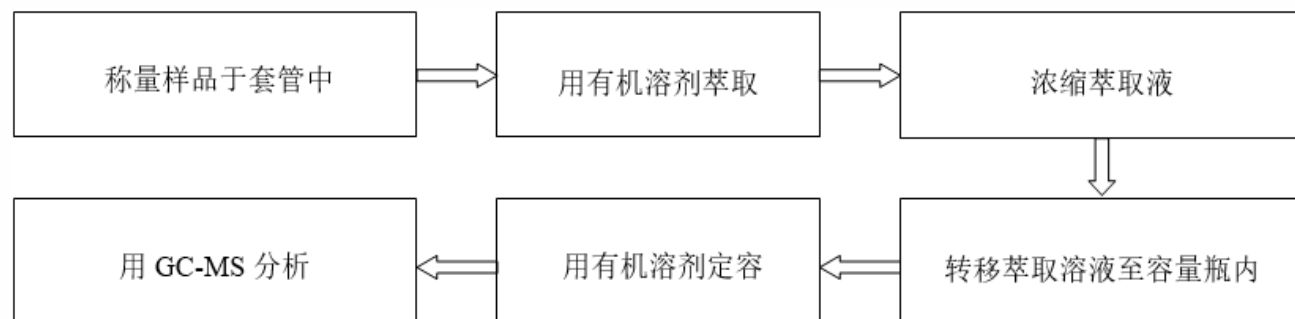 称量样品于套管中
用有机溶剂萃取
浓缩萃取液
转移萃取溶液至容量瓶内
用有机溶剂定容
用 GC-MS 分析